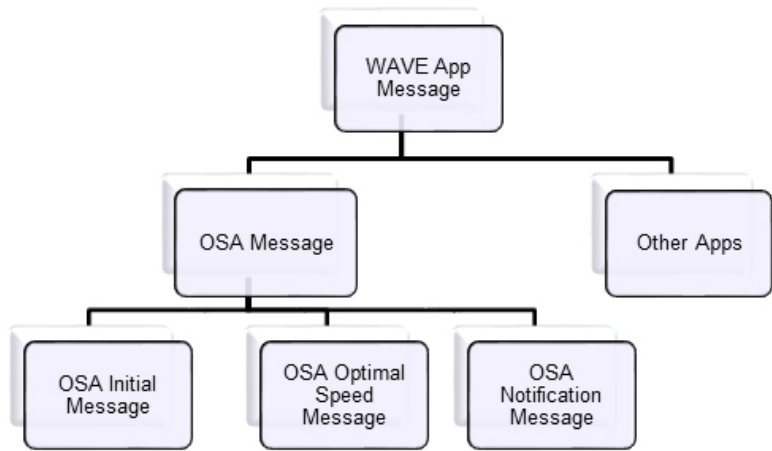 WAVE App
Message
OSA Message
Other Apps
OSA Initial
Message
OSA Optimal
Speed
Message
OSA
Notification
Message